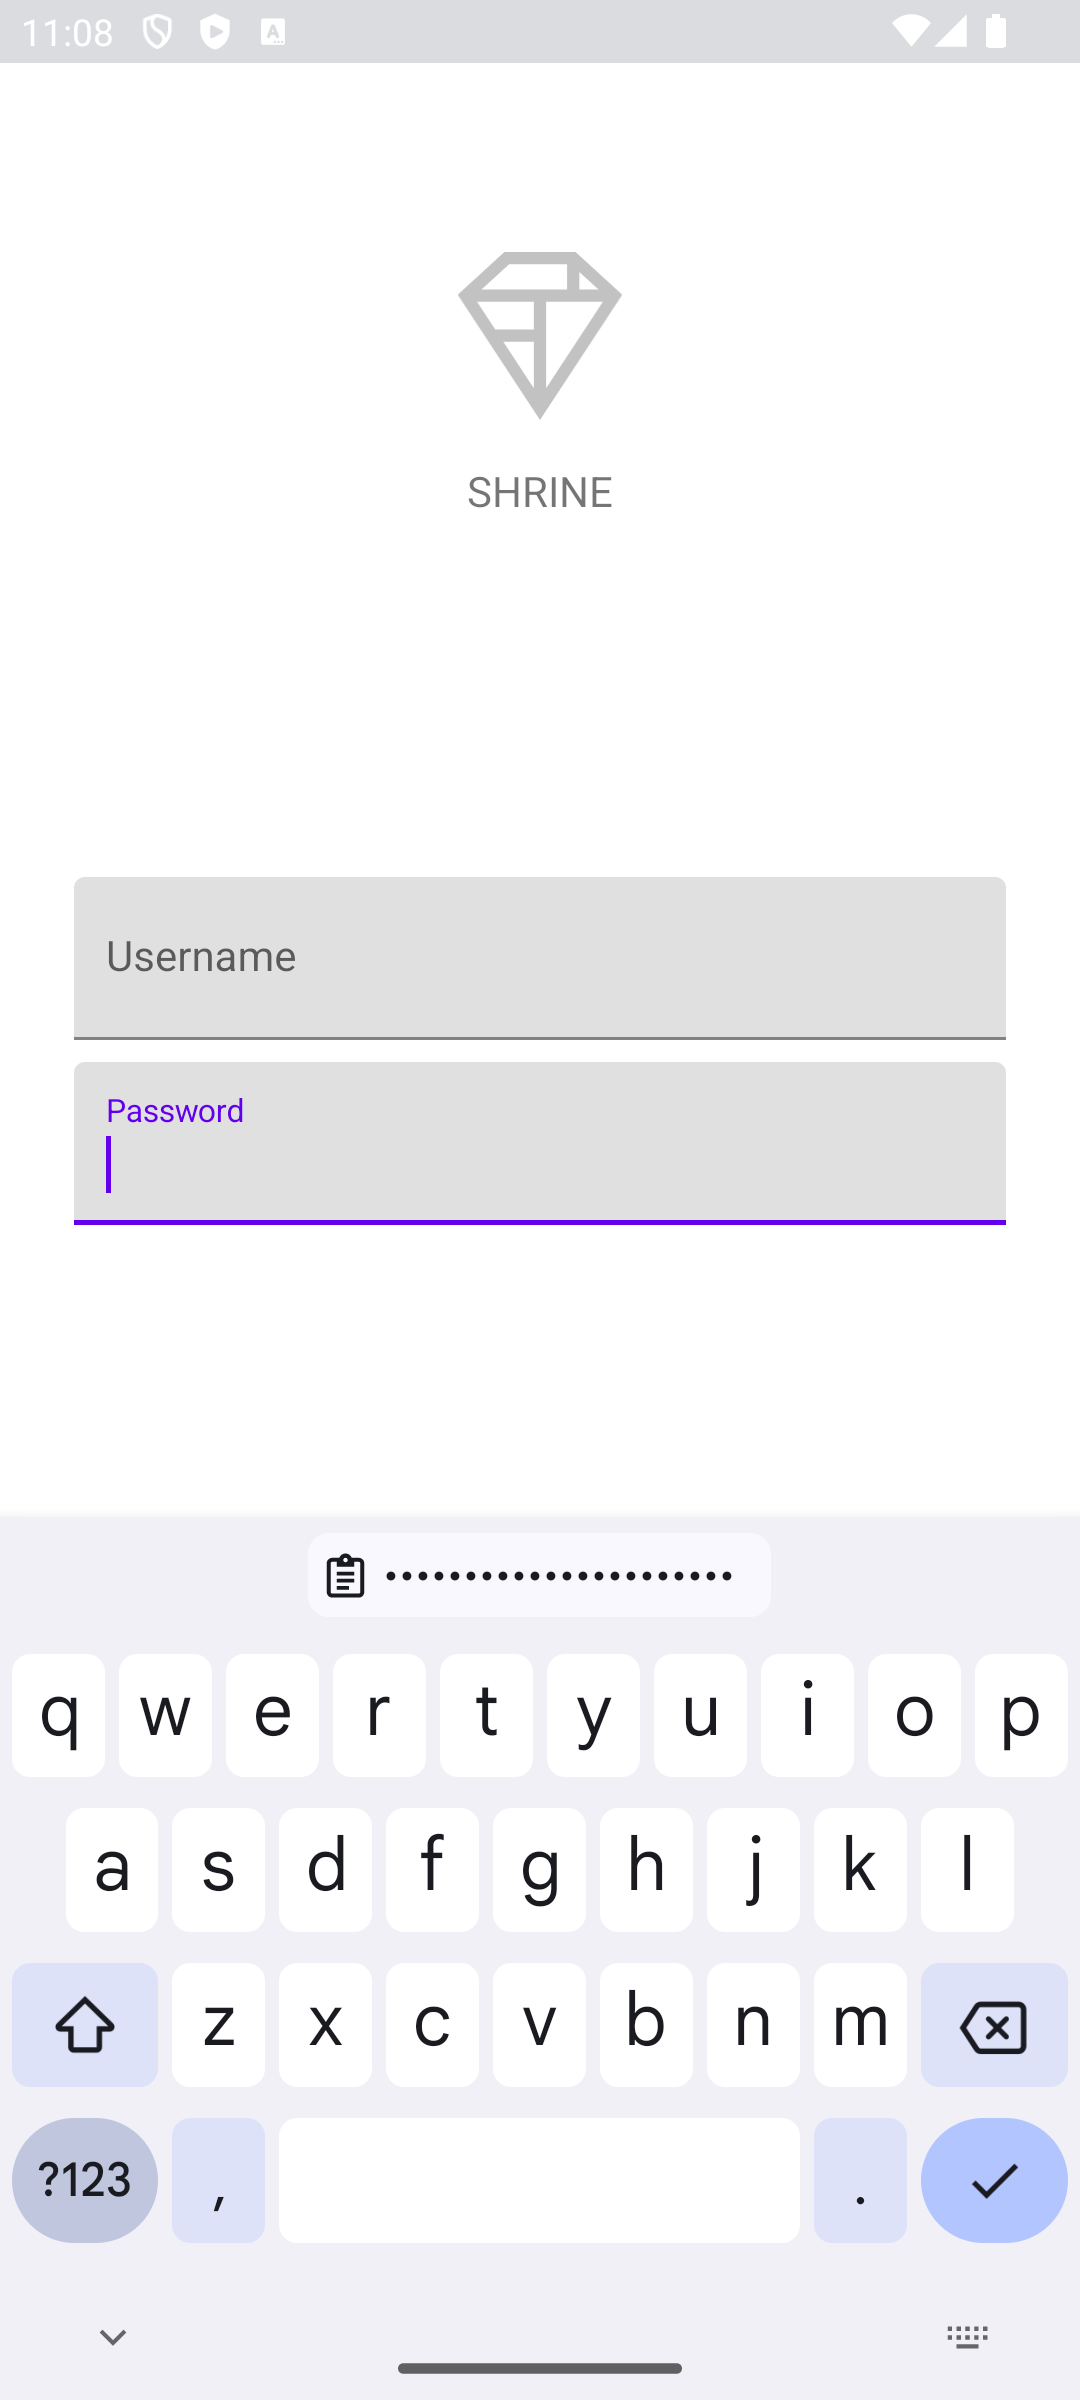 11:08
SHRINE
Username
Password
••••••••••••••••••••••
q w e r t y u i o p
a s d f g h j k l
z x c v b n m
?123 , .